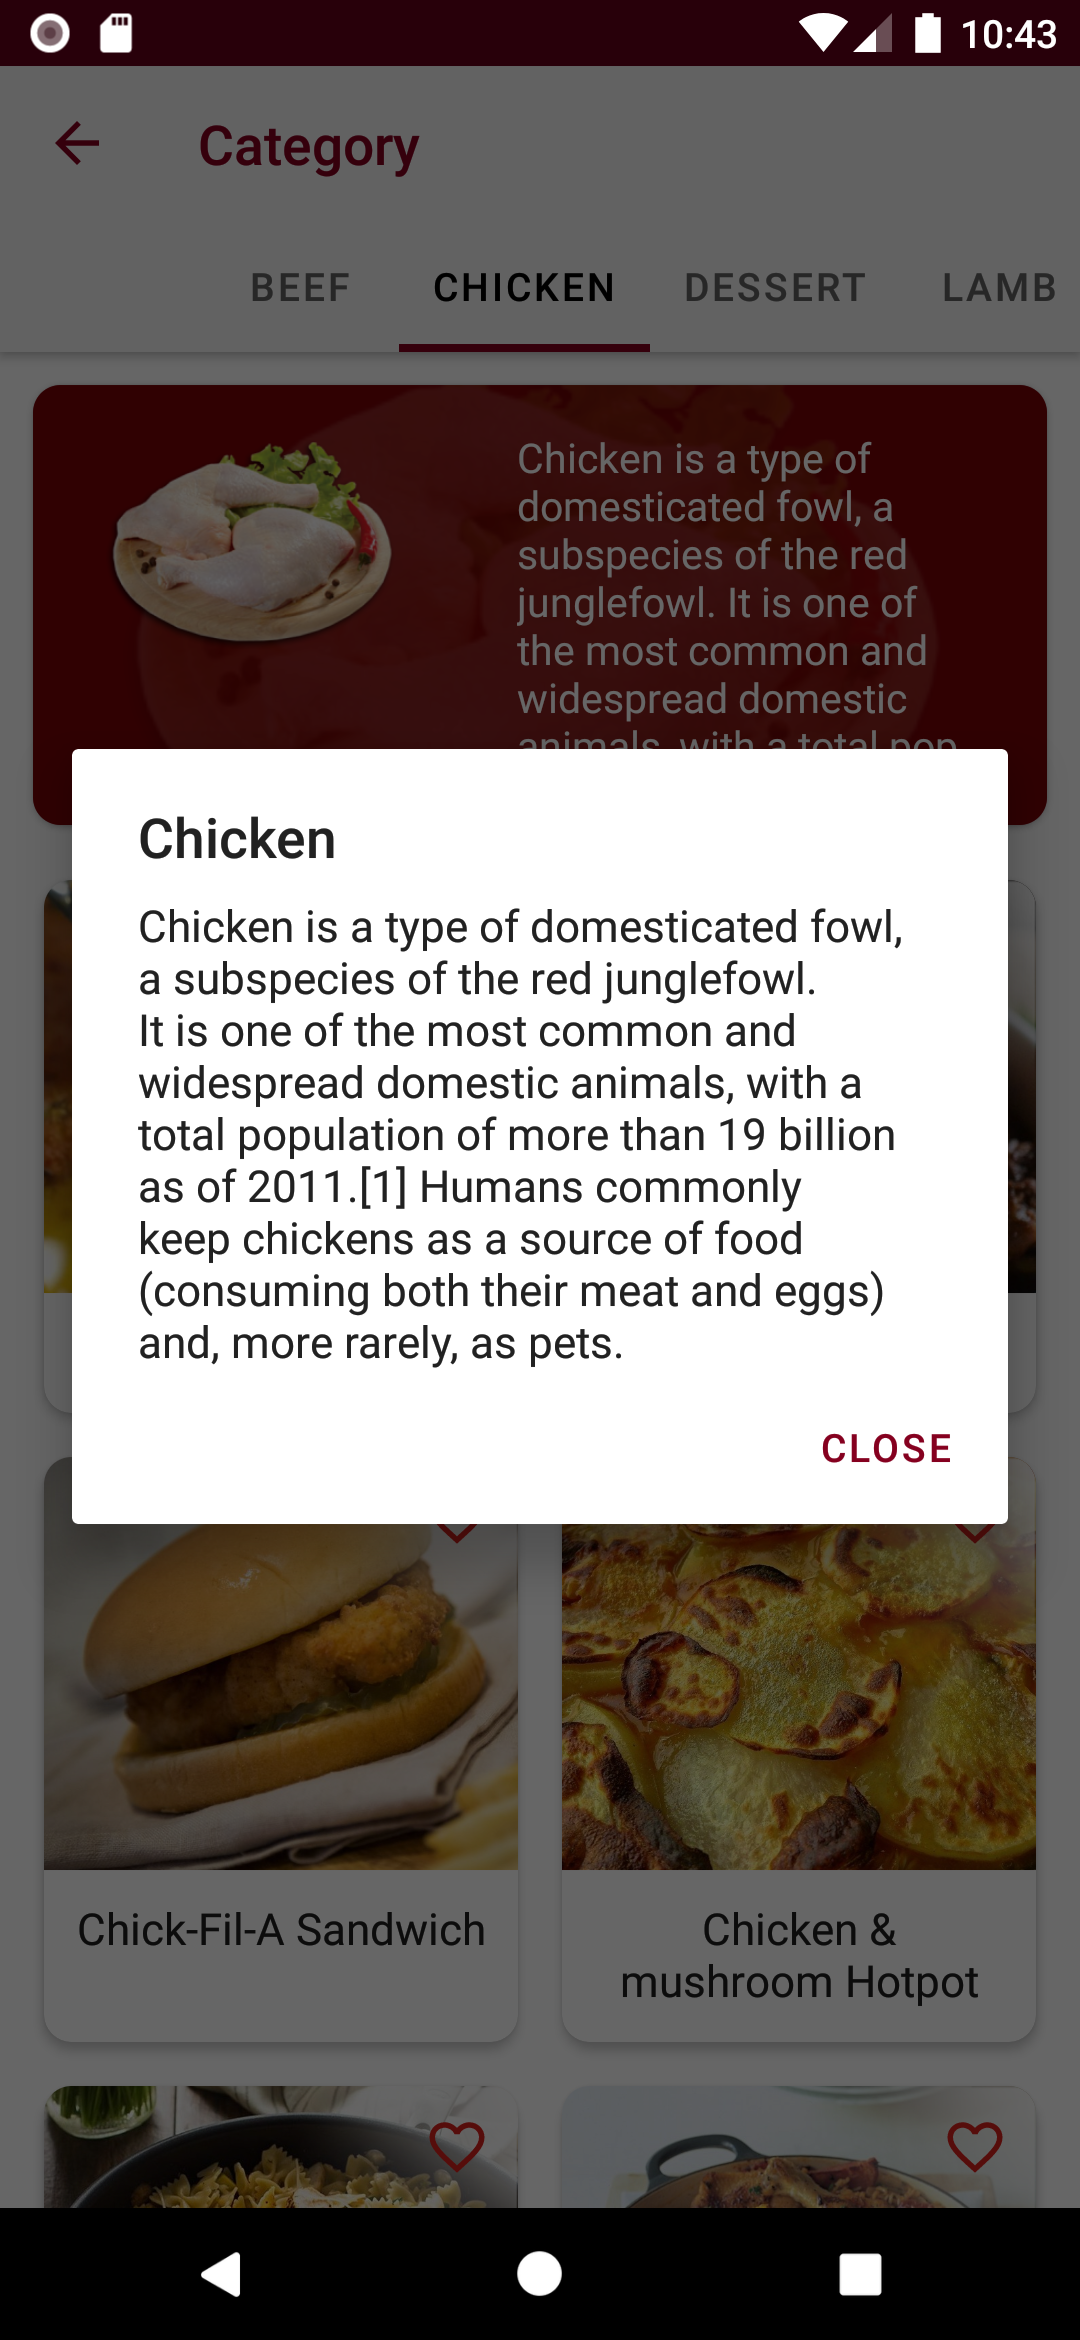 10:43
Category
BEEF
CHICKEN
DESSERT
LAMB
Chicken is a type of
domesticated fowl, a
subspecies of the red
junglefowl. It is one of
the most common and
widespread domestic
animals, with a total pop
Chicken
Chicken is a type of domesticated fowl,
a subspecies of the red junglefowl.
It is one of the most common and
widespread domestic animals, with a
total population of more than 19 billion
as of 2011.[1] Humans commonly
keep chickens as a source of food
(consuming both their meat and eggs)
and, more rarely, as pets.
CLOSE
Chick-Fil-A Sandwich
Chicken &
mushroom Hotpot